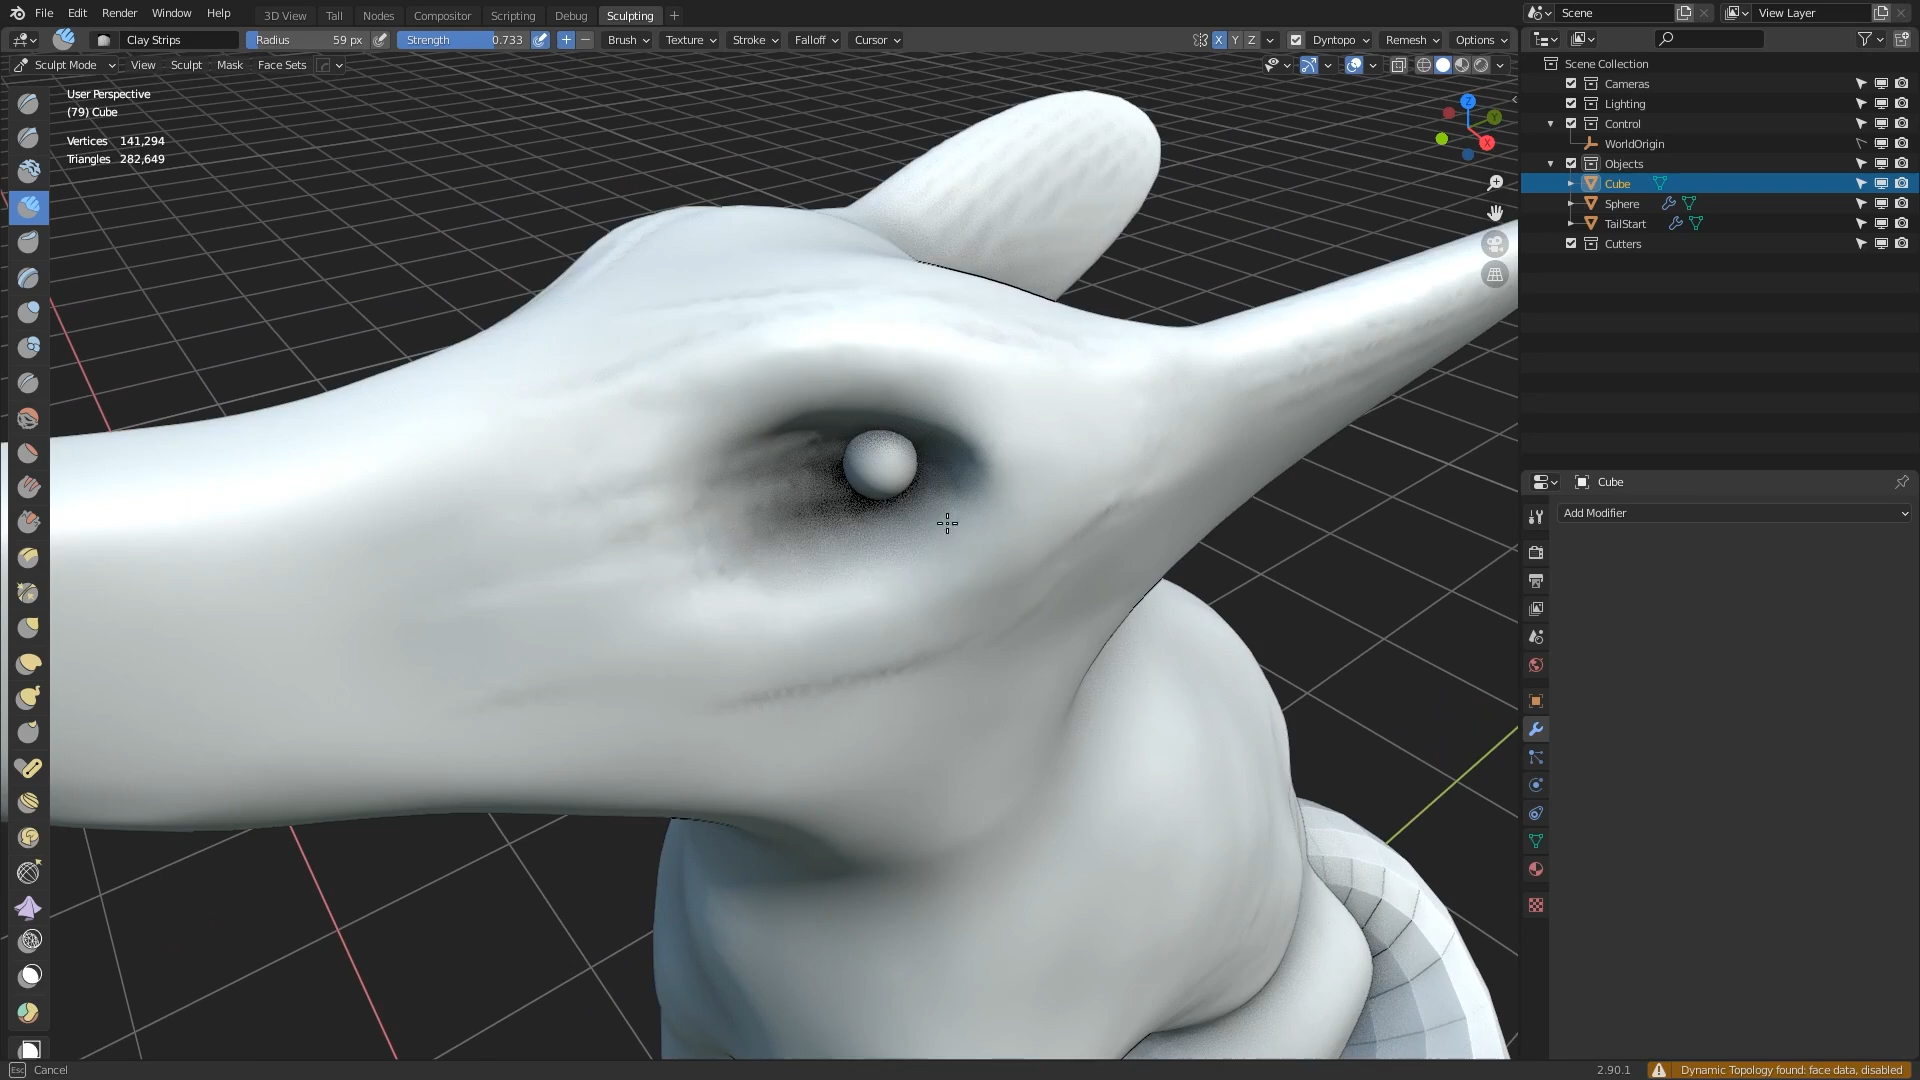 File Edit Render Window Help 3D View Tall Nodes Compositor Scripting Debug Sculpting Scene View Layer
Clay Strips Radius 59 px Strength 0.733 Brush Texture Stroke Falloff Cursor X Y Z Dyntopo Remesh Options
Sculpt Mode View Sculpt Mask Face Sets
User Perspective
(79) Cube
Vertices 141,294
Triangles 282,649
Z
Y
X
Scene Collection
Cameras
Lighting
Control
WorldOrigin
Objects
Cube
Sphere
TailStart
Cutters
Cube
Add Modifier
Esc Cancel 2.90.1 Dynamic Topology found: face data, disabled